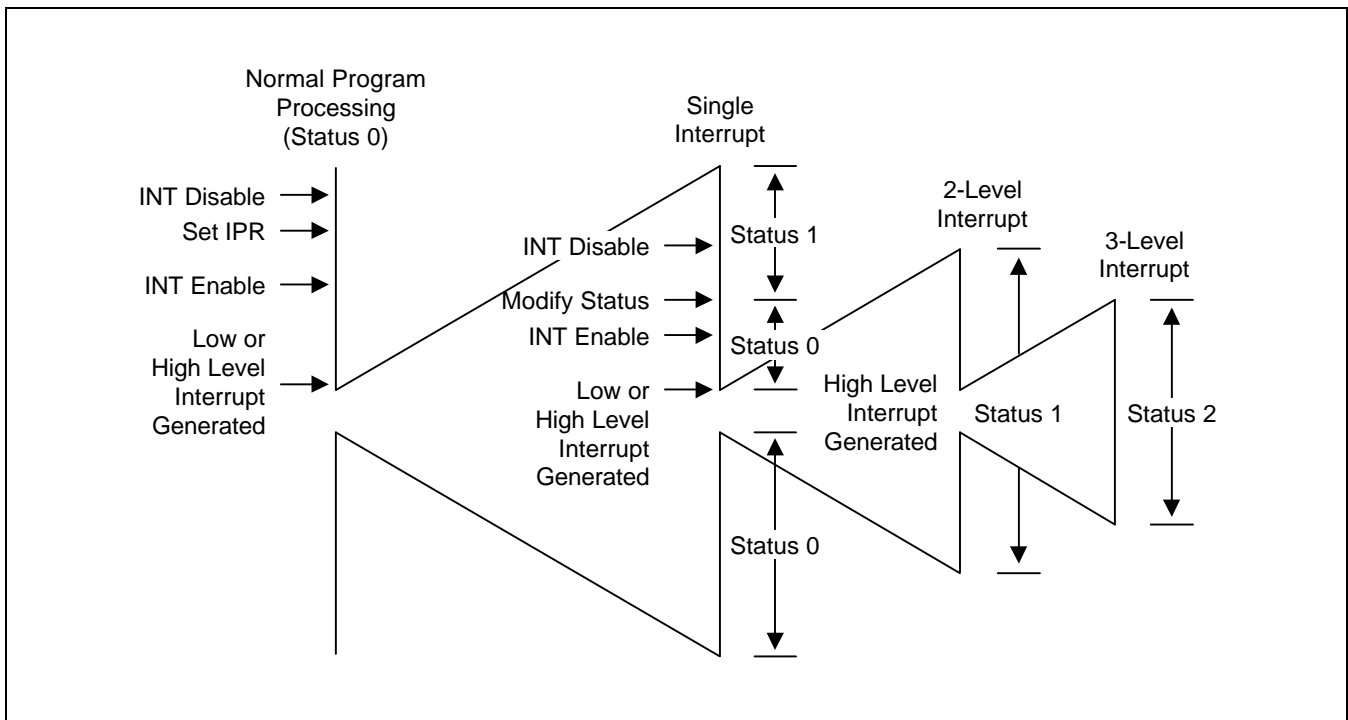 Normal Program
Processing
(Status 0)
INT Disable
Set IPR
INT Enable
Low or
High Level
Interrupt
Generated
Single
Interrupt
INT Disable
Modify Status
INT Enable
Low or
High Level
Interrupt
Generated
Status 1
Status 0
Status 0
2-Level
Interrupt
High Level
Interrupt
Generated
Status 1
3-Level
Interrupt
Status 2